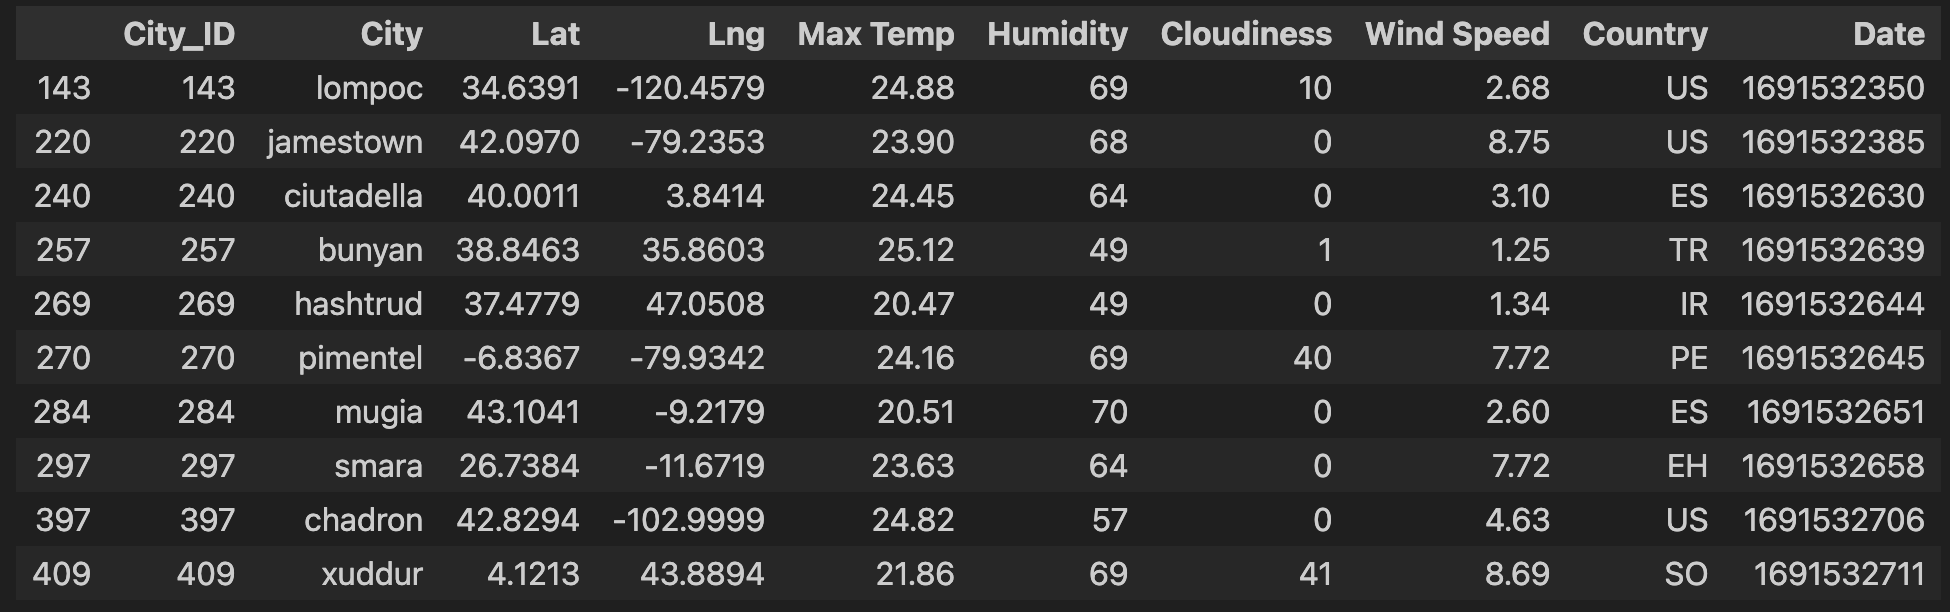 City_ID City Lat Lng Max Temp Humidity Cloudiness Wind Speed Country Date
143 143 lompoc 34.6391 -120.4579 24.88 69 10 2.68 US 1691532350
220 220 jamestown 42.0970 -79.2353 23.90 68 0 8.75 US 1691532385
240 240 ciutadella 40.0011 3.8414 24.45 64 0 3.10 ES 1691532630
257 257 bunyan 38.8463 35.8603 25.12 49 1 1.25 TR 1691532639
269 269 hashtrud 37.4779 47.0508 20.47 49 0 1.34 IR 1691532644
270 270 pimentel -6.8367 -79.9342 24.16 69 40 7.72 PE 1691532645
284 284 mugia 43.1041 -9.2179 20.51 70 0 2.60 ES 1691532651
297 297 smara 26.7384 -11.6719 23.63 64 0 7.72 EH 1691532658
397 397 chadron 42.8294 -102.9999 24.82 57 0 4.63 US 1691532706
409 409 xuddur 4.1213 43.8894 21.86 69 41 8.69 SO 1691532711